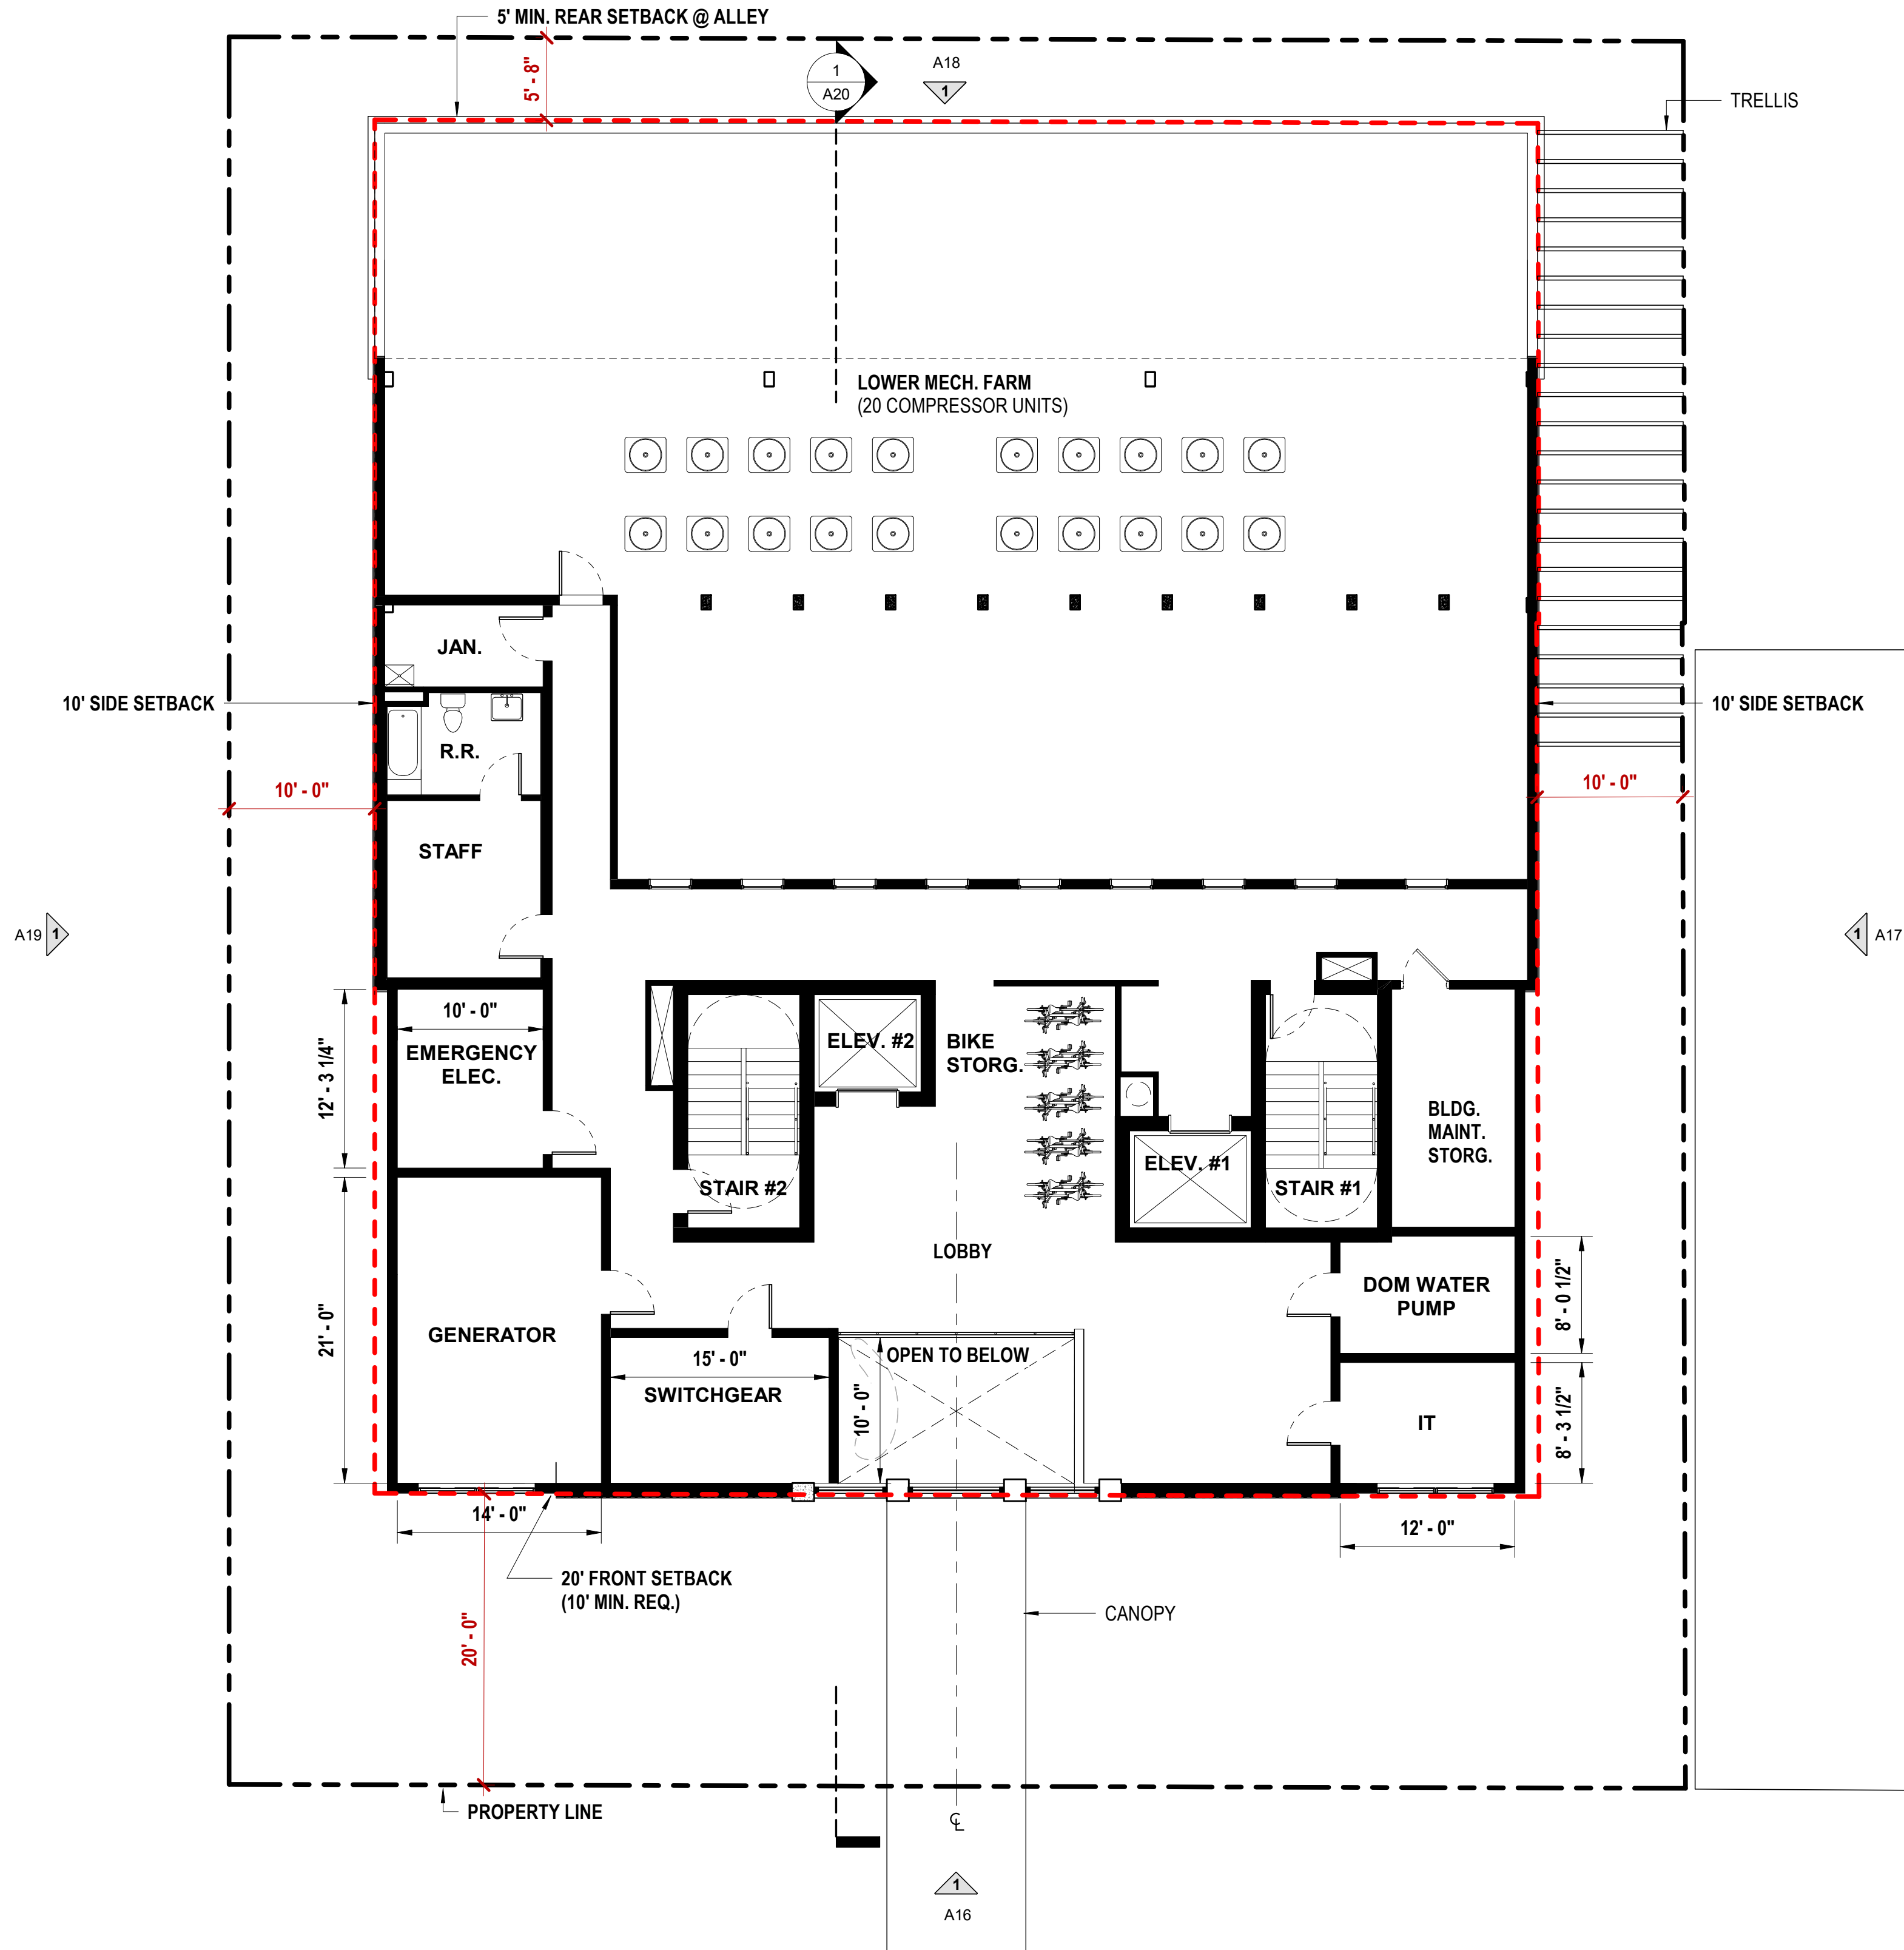 5' MIN. REAR SETBACK @ ALLEY
5' - 8"
1
A20
A18
1
TRELLIS
LOWER MECH. FARM
(20 COMPRESSOR UNITS)
JAN.
10' SIDE SETBACK
10' SIDE SETBACK
R.R.
10' - 0"
10' - 0"
STAFF
A19
1
1
A17
10' - 0"
EMERGENCY
ELEC.
12' - 3 1/4"
ELEV. #2
BIKE
STORG.
BLDG.
MAINT.
STORG.
ELEV. #1
STAIR #2
STAIR #1
LOBBY
DOM WATER
PUMP
8' - 0 1/2"
21' - 0"
GENERATOR
15' - 0"
SWITCHGEAR
OPEN TO BELOW
10' - 0"
IT
8' - 3 1/2"
14' - 0"
12' - 0"
20' FRONT SETBACK
(10' MIN. REQ.)
CANOPY
20' - 0"
PROPERTY LINE
℄
1
A16